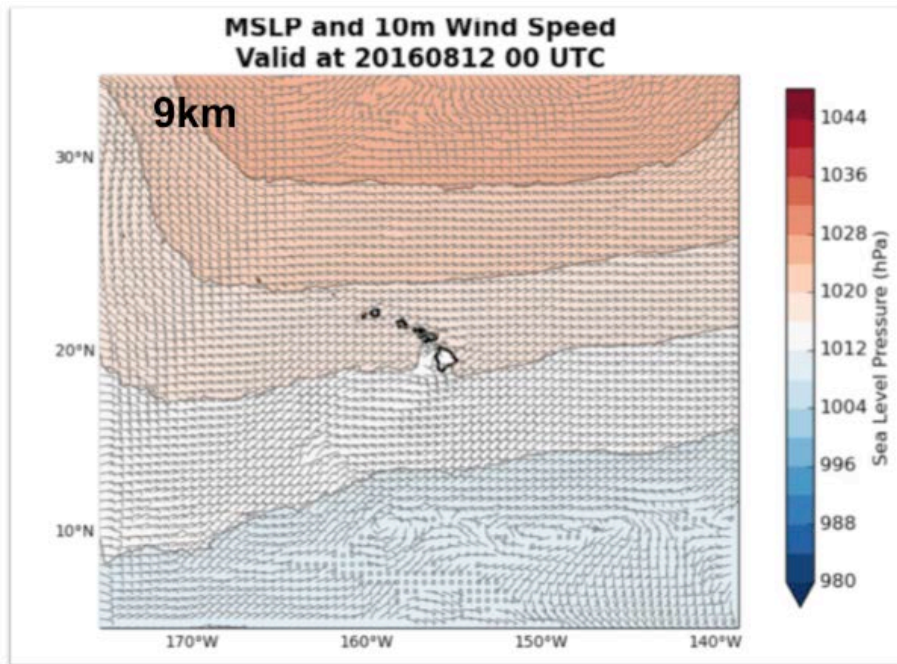 MSLP and 10m Wind Speed
Valid at 20160812 00 UTC
9km
30°N
20°N
10°N
170°W
160°W
150°W
140°W
1044
1036
1028
1020
1012
1004
996
988
980
Sea Level Pressure (hPa)